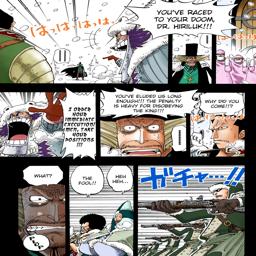 はっはっはっ
YOU'VE RACED
TO YOUR DOOM,
DR. HIRILUK!!
I ORDER
YOUR
IMMEDIATE
EXECUTION!
MEN, TAKE
YOUR
POSITIONS
!!!
YOU'VE ELUDED US LONG
ENOUGH!!! THE PENALTY
IS HEAVY FOR DISOBEYING
THE KING!!!
!!!
WHY DID YOU
COME!!?
WHAT?
THE
FOOL!!
HEH
HEH...
ガチャ...!!